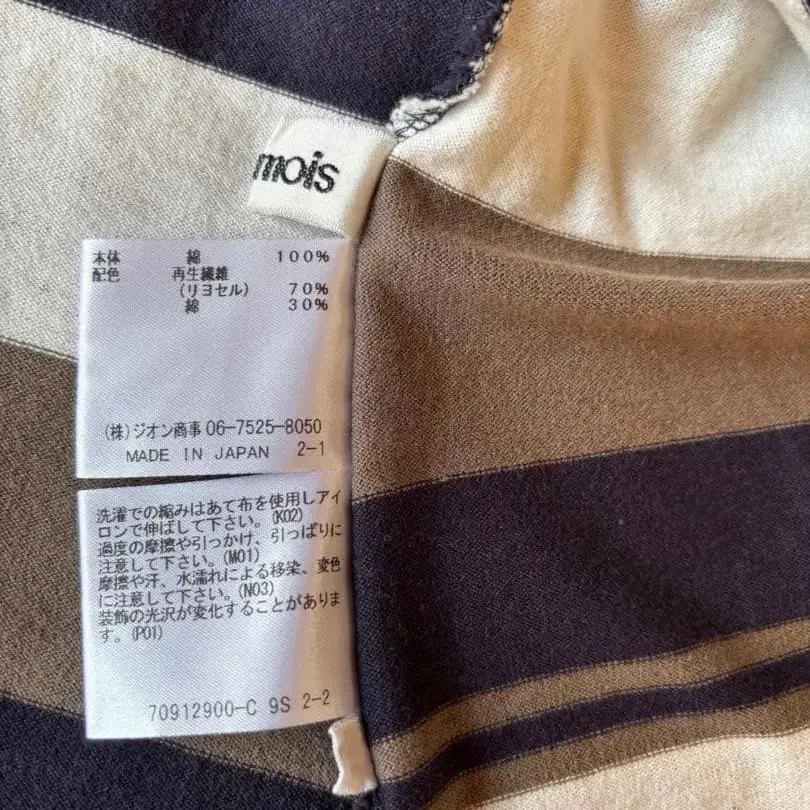 mois
本体 綿 100%
配色 再生繊維
(リヨセル) 70%
綿 30%
(株)ジオン商事 06-7525-8050
MADE IN JAPAN 2-1
洗濯での縮みはあて布を使用しアイ
ロンで伸ばして下さい。(K02)
過度の摩擦や引っかけ、引っぱりに
注意して下さい。(M01)
摩擦や汗、水濡れによる移染、変色
に注意して下さい。(N03)
装飾の光沢が変化することがありま
す。(P01)
70912900-C 9S 2-2